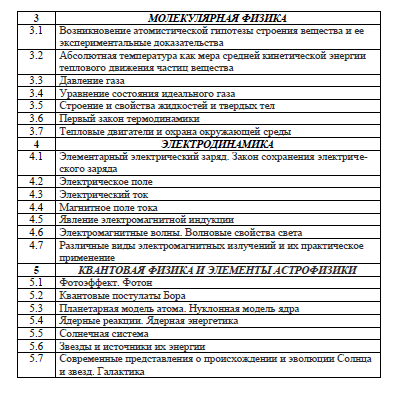 3 МОЛЕКУЛЯРНАЯ ФИЗИКА
3.1 Возникновение атомистической гипотезы строения вещества и ее
экспериментальные доказательства
3.2 Абсолютная температура как мера средней кинетической энергии
теплового движения частиц вещества
3.3 Давление газа
3.4 Уравнение состояния идеального газа
3.5 Строение и свойства жидкостей и твердых тел
3.6 Первый закон термодинамики
3.7 Тепловые двигатели и охрана окружающей среды
4 ЭЛЕКТРОДИНАМИКА
4.1 Элементарный электрический заряд. Закон сохранения электриче-
ского заряда
4.2 Электрическое поле
4.3 Электрический ток
4.4 Магнитное поле тока
4.5 Явление электромагнитной индукции
4.6 Электромагнитные волны. Волновые свойства света
4.7 Различные виды электромагнитных излучений и их практическое
применение
5 КВАНТОВАЯ ФИЗИКА И ЭЛЕМЕНТЫ АСТРОФИЗИКИ
5.1 Фотоэффект. Фотон
5.2 Квантовые постулаты Бора
5.3 Планетарная модель атома. Нуклонная модель ядра
5.4 Ядерные реакции. Ядерная энергетика
5.5 Солнечная система
5.6 Звезды и источники их энергии
5.7 Современные представления о происхождении и эволюции Солнца
и звезд. Галактика